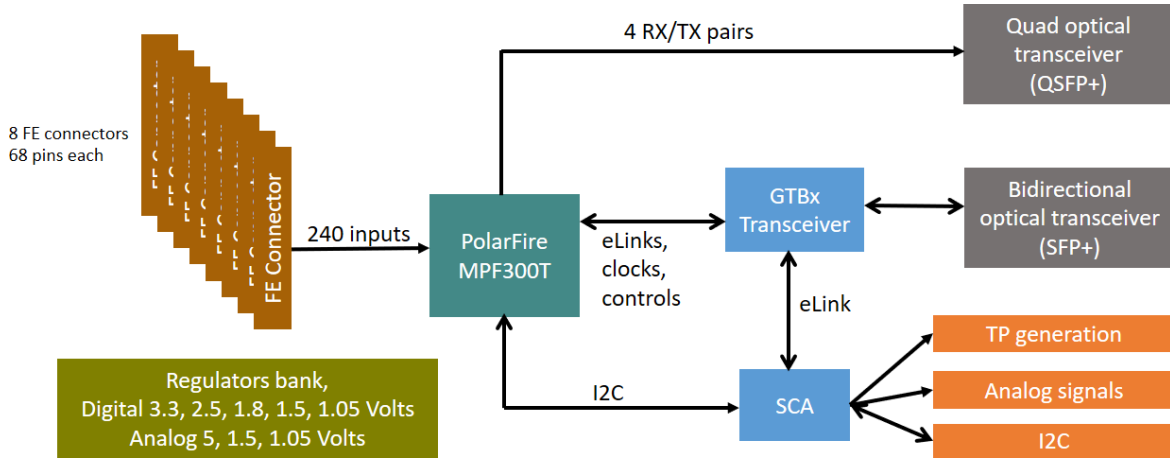 4 RX/TX pairs
Quad optical
transceiver
(QSFP+)
8 FE connectors
68 pins each
FE Connector
240 inputs
PolarFire
MPF300T
eLinks,
clocks,
controls
GTBx
Transceiver
Bidirectional
optical transceiver
(SFP+)
eLink
Regulators bank,
Digital 3.3, 2.5, 1.8, 1.5, 1.05 Volts
Analog 5, 1.5, 1.05 Volts
I2C
SCA
TP generation
Analog signals
I2C